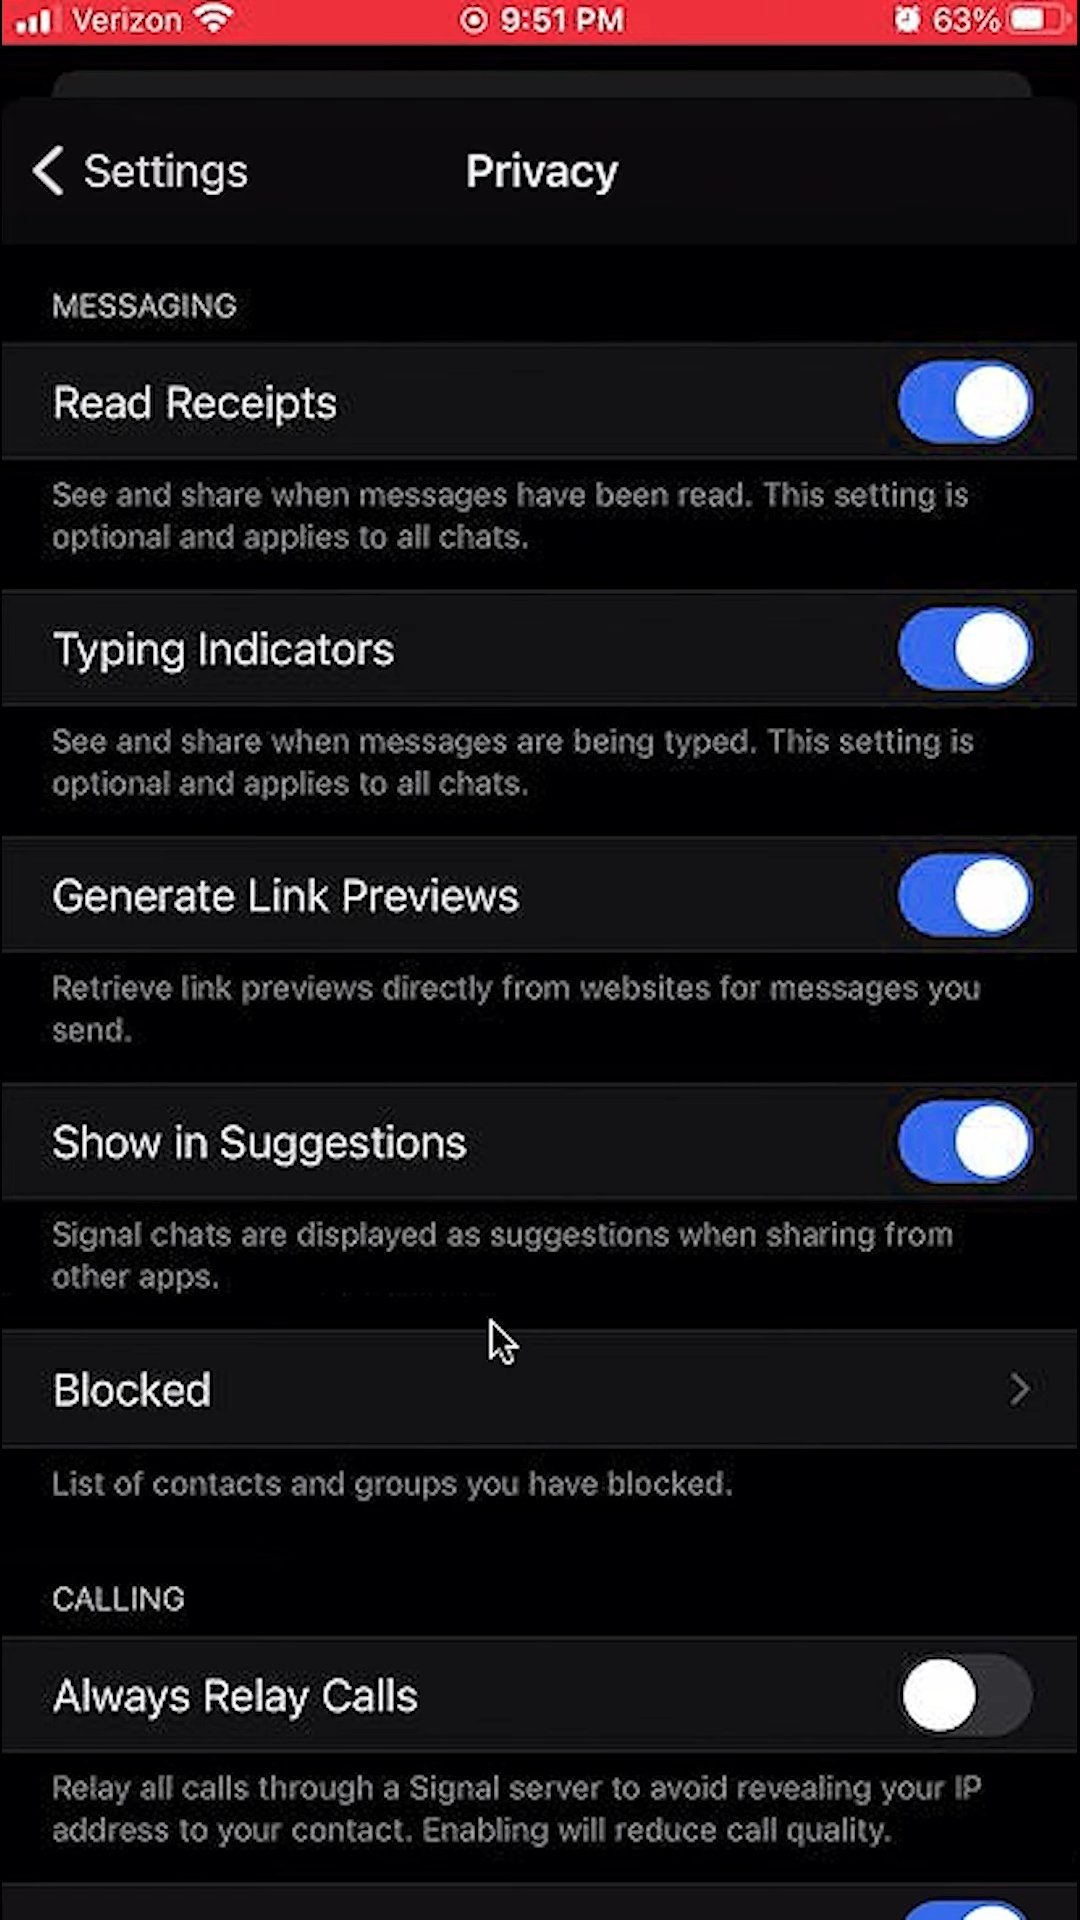 Verizon 9:51 PM 63%
Settings Privacy
MESSAGING
Read Receipts
See and share when messages have been read. This setting is
optional and applies to all chats.
Typing Indicators
See and share when messages are being typed. This setting is
optional and applies to all chats.
Generate Link Previews
Retrieve link previews directly from websites for messages you
send.
Show in Suggestions
Signal chats are displayed as suggestions when sharing from
other apps.
Blocked
List of contacts and groups you have blocked.
CALLING
Always Relay Calls
Relay all calls through a Signal server to avoid revealing your IP
address to your contact. Enabling will reduce call quality.